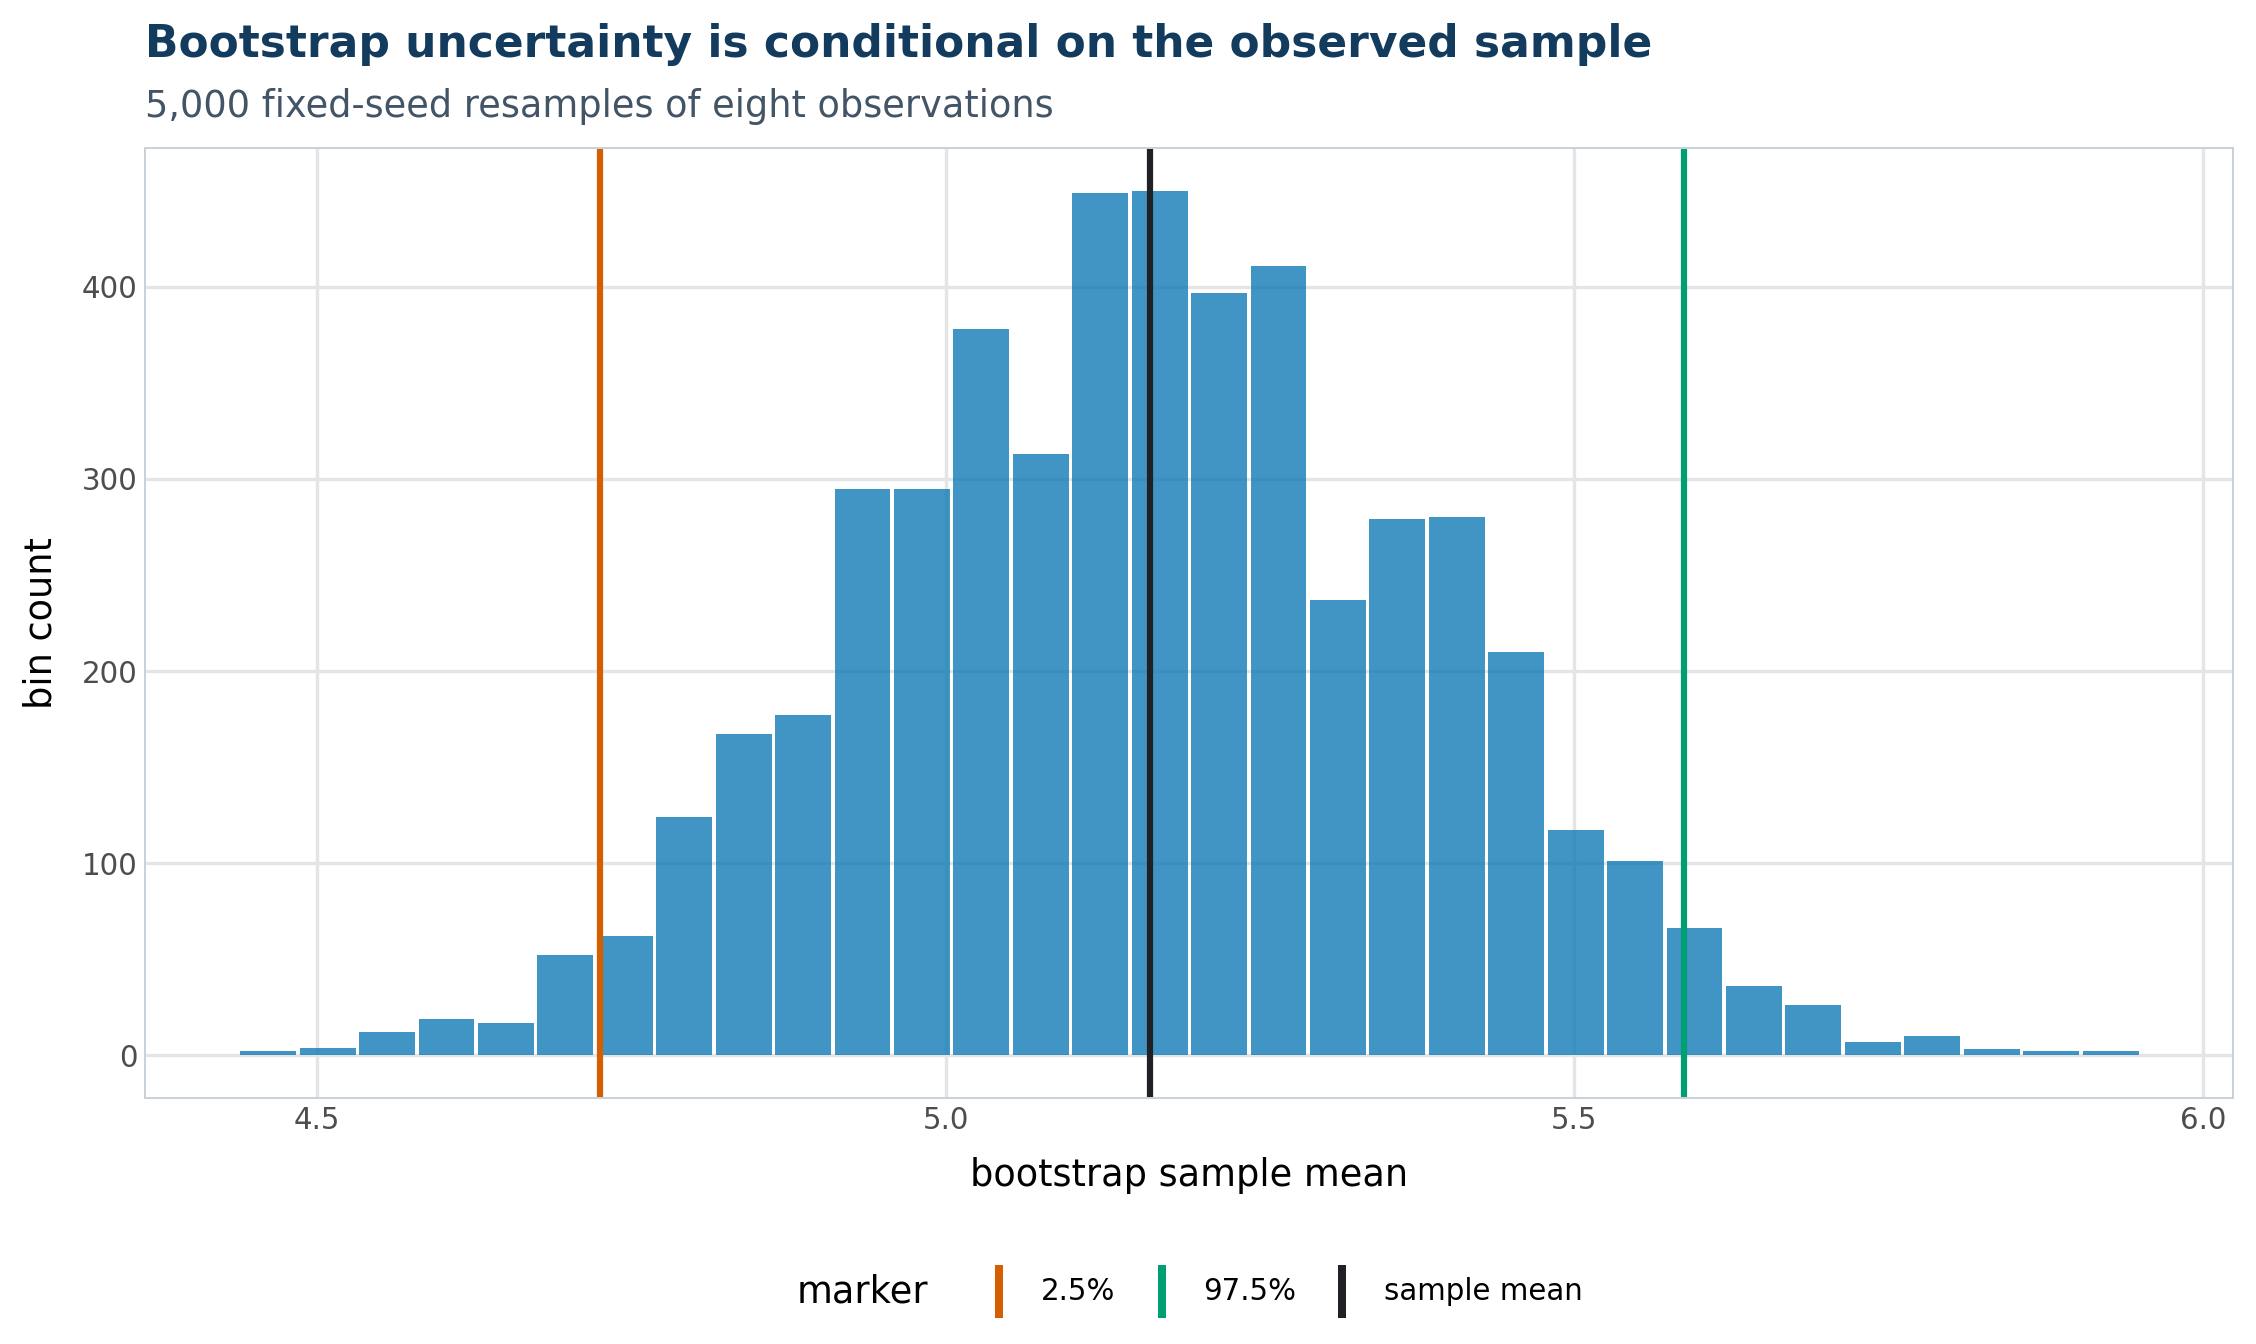 Bootstrap uncertainty is conditional on the observed sample
5,000 fixed-seed resamples of eight observations
bin count
400
300
200
100
0
4.5 5.0 5.5 6.0
bootstrap sample mean
marker 2.5% 97.5% sample mean